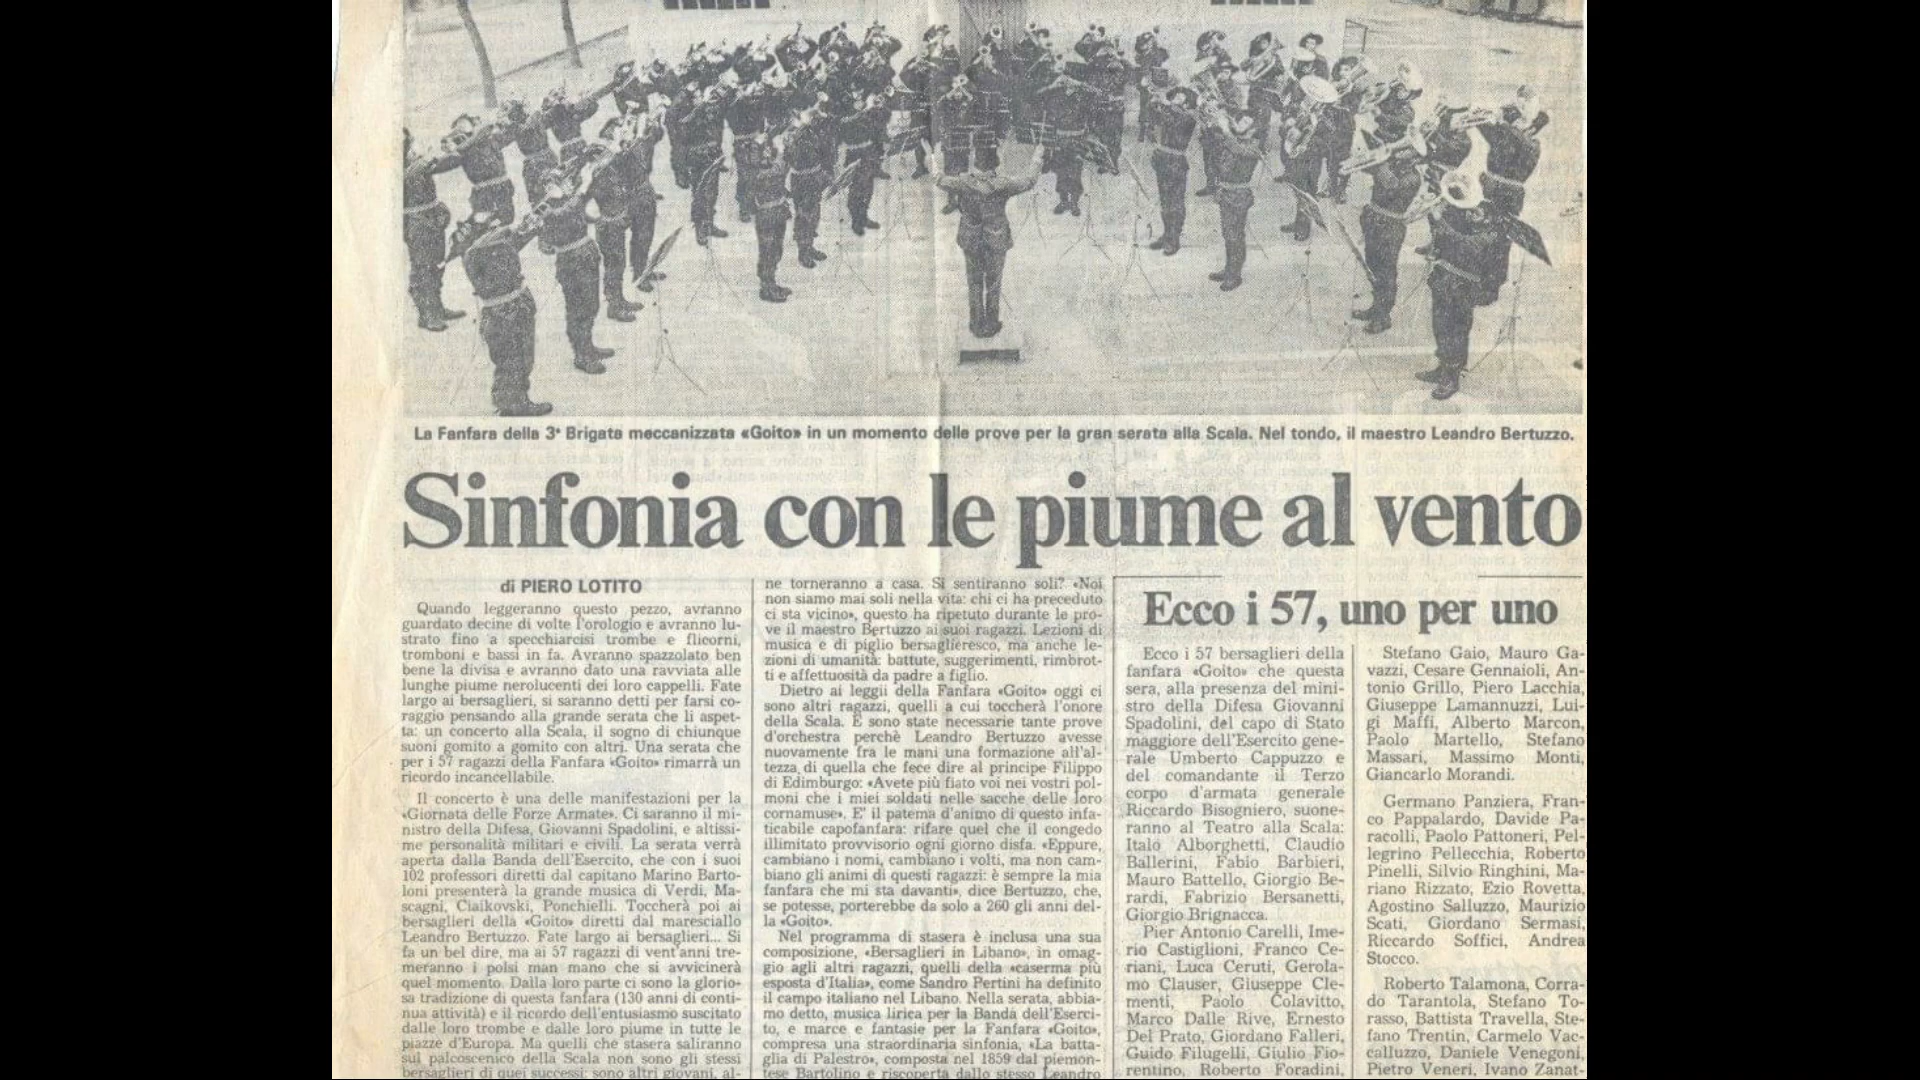 La Fanfara della 3ª Brigata meccanizzata «Goito» in un momento delle prove per la gran serata alla Scala. Nel tondo, il maestro Leandro Bertuzzo.
Sinfonia con le piume al vento
di PIERO LOTITO
Quando leggeranno questo pezzo, avranno
guardato decine di volte l'orologio e avranno lu-
strato fino a specchiarcisi trombe e flicorni,
tromboni e bassi in fa. Avranno spazzolato ben
bene la divisa e avranno dato una ravviata alle
lunghe piume nerolucenti dei loro cappelli. Fate
largo ai bersaglieri, si saranno detti per farsi co-
raggio pensando alla grande serata che li aspet-
ta: un concerto alla Scala, il sogno di chiunque
suoni gomito a gomito con altri. Una serata che
per i 57 ragazzi della Fanfara «Goito» rimarrà un
ricordo incancellabile.
Il concerto è una delle manifestazioni per la
«Giornata delle Forze Armate». Ci saranno il mi-
nistro della Difesa, Giovanni Spadolini, e altissi-
me personalità militari e civili. La serata verrà
aperta dalla Banda dell'Esercito, che con i suoi
102 professori diretti dal capitano Marino Barto-
loni presenterà la grande musica di Verdi, Ma-
scagni, Ciaikovski, Ponchielli. Toccherà poi ai
bersaglieri della «Goito» diretti dal maresciallo
Leandro Bertuzzo. Fate largo ai bersaglieri... Si
fa un bel dire, ma ai 57 ragazzi di vent'anni tre-
meranno i polsi man mano che si avvicinerà
quel momento. Dalla loro parte ci sono la glorio-
sa tradizione di questa fanfara (130 anni di conti-
nua attività) e il ricordo dell'entusiasmo suscitato
dalle loro trombe e dalle loro piume in tutte le
piazze d'Europa. Ma quelli che stasera saliranno
sul palcoscenico della Scala non sono gli stessi
bersaglieri di quei successi: sono altri giovani, al-
ne torneranno a casa. Si sentiranno soli? «Noi
non siamo mai soli nella vita: chi ci ha preceduto
ci sta vicino», questo ha ripetuto durante le pro-
ve il maestro Bertuzzo ai suoi ragazzi. Lezioni di
musica e di piglio bersaglieresco, ma anche le-
zioni di umanità: battute, suggerimenti, rimbrot-
ti e affettuosità da padre a figlio.
Dietro ai leggii della Fanfara «Goito» oggi ci
sono altri ragazzi, quelli a cui toccherà l'onore
della Scala. E sono state necessarie tante prove
d'orchestra perchè Leandro Bertuzzo avesse
nuovamente fra le mani una formazione all'al-
tezza di quella che fece dire al principe Filippo
di Edimburgo: «Avete più fiato voi nei vostri pol-
moni che i miei soldati nelle sacche delle loro
cornamuse». E' il patema d'animo di questo infa-
ticabile capofanfara: rifare quel che il congedo
illimitato provvisorio ogni giorno disfa. «Eppure,
cambiano i nomi, cambiano i volti, ma non cam-
biano gli animi di questi ragazzi: è sempre la mia
fanfara che mi sta davanti», dice Bertuzzo, che,
se potesse, porterebbe da solo a 260 gli anni del-
la «Goito».
Nel programma di stasera è inclusa una sua
composizione, «Bersaglieri in Libano», in omag-
gio agli altri ragazzi, quelli della «caserma più
esposta d'Italia», come Sandro Pertini ha definito
il campo italiano nel Libano. Nella serata, abbia-
mo detto, musica lirica per la Banda dell'Eserci-
to, e marce e fantasie per la Fanfara «Goito»,
compresa una straordinaria sinfonia, «La batta-
glia di Palestro», composta nel 1859 dal piemon-
tese Bartolino e riscoperta dallo stesso Leandro
Ecco i 57, uno per uno
Ecco i 57 bersaglieri della
fanfara «Goito» che questa
sera, alla presenza del mini-
stro della Difesa Giovanni
Spadolini, del capo di Stato
maggiore dell'Esercito gene-
rale Umberto Cappuzzo e
del comandante il Terzo
corpo d'armata generale
Riccardo Bisogniero, suone-
ranno al Teatro alla Scala:
Italo Alborghetti, Claudio
Ballerini, Fabio Barbieri,
Mauro Battello, Giorgio Be-
rardi, Fabrizio Bersanetti,
Giorgio Brignacca.
Pier Antonio Carelli, Ime-
rio Castiglioni, Franco Ce-
riani, Luca Ceruti, Gerola-
mo Clauser, Giuseppe Cle-
menti, Paolo Colavitto,
Marco Dalle Rive, Ernesto
Del Prato, Giordano Falleri,
Guido Filugelli, Giulio Fio-
rentino, Roberto Foradini,
Stefano Gaio, Mauro Ga-
vazzi, Cesare Gennaioli, An-
tonio Grillo, Piero Lacchia,
Giuseppe Lamannuzzi, Lui-
gi Maffi, Alberto Marcon,
Paolo Martello, Stefano
Massari, Massimo Monti,
Giancarlo Morandi.
Germano Panziera, Fran-
co Pappalardo, Davide Pa-
racolli, Paolo Pattoneri, Pel-
legrino Pellecchia, Roberto
Pinelli, Silvio Ringhini, Ma-
riano Rizzato, Ezio Rovetta,
Agostino Salluzzo, Maurizio
Scati, Giordano Sermasi,
Riccardo Soffici, Andrea
Stocco.
Roberto Talamona, Corra-
do Tarantola, Stefano To-
rasso, Battista Travella, Ste-
fano Trentin, Carmelo Vac-
calluzzo, Daniele Venegoni,
Pietro Veneri, Ivano Zanat-